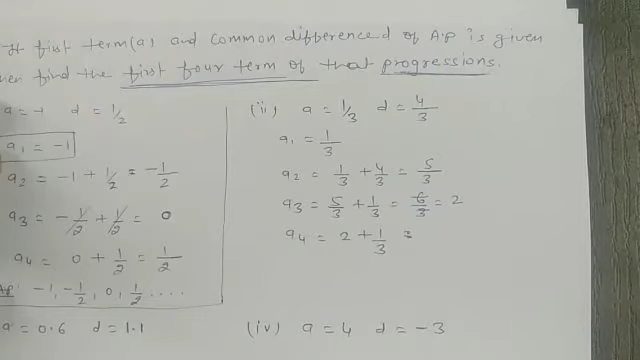 If first term(a) and common differenced of A.P is given
then find the first four term of that progressions.
a = -1 d = 1/2
a1 = -1
a2 = -1 + 1/2 = -1/2
a3 = -1/2 + 1/2 = 0
a4 = 0 + 1/2 = 1/2
AP: -1, -1/2, 0, 1/2 ....
a = 0.6 d = 1.1
(ii) a = 1/3 d = 4/3
a1 = 1/3
a2 = 1/3 + 4/3 = 5/3
a3 = 5/3 + 1/3 = 6/3 = 2
a4 = 2 + 1/3 =
(iv) a = 4 d = -3